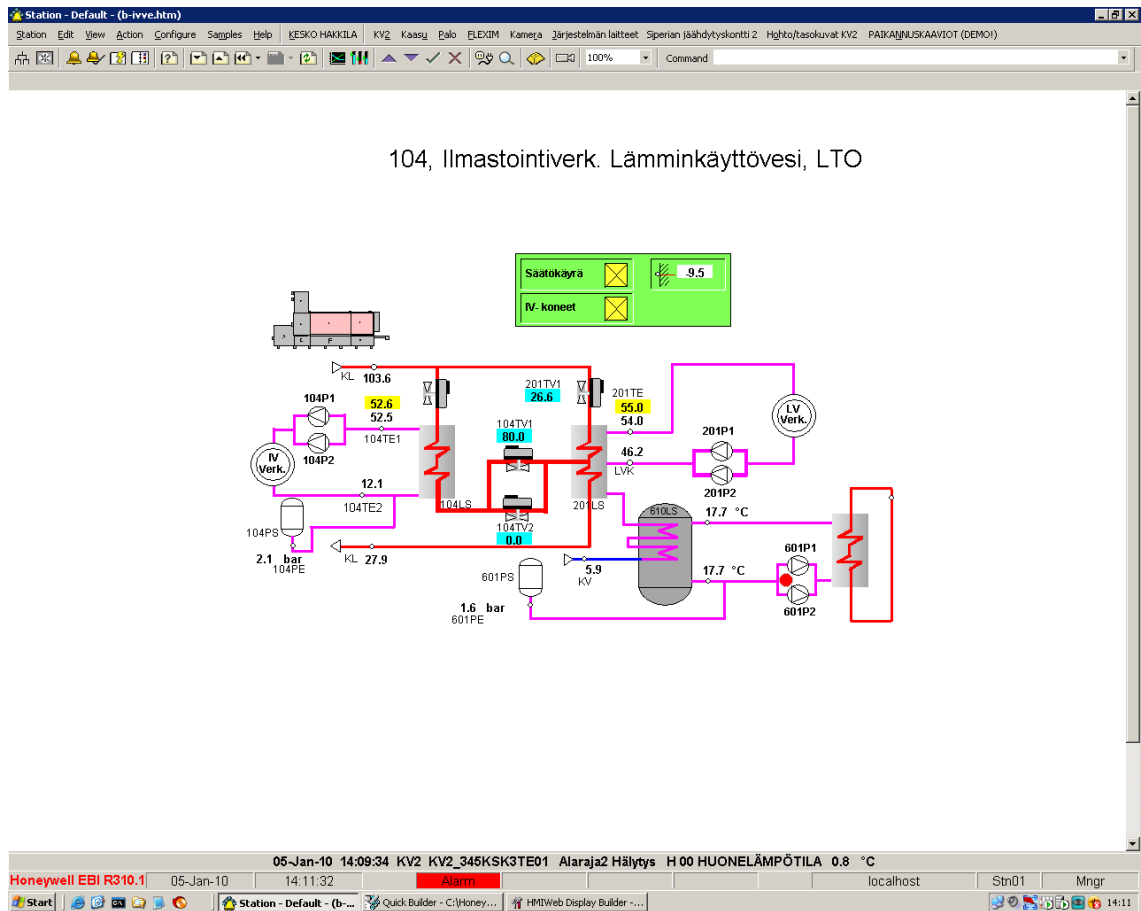 Station - Default - (b-ivve.htm)
Station Edit View Action Configure Samples Help KESKO HAKKILA KV2 Kaasu Palo FLEXIM Kamera Järjestelmän laitteet Siperian jäähdytyskontti 2 Hghto/tasokuvat KV2 PAIKANNUSKAAVIOT (DEMO!)
100% Command
104, Ilmastointiverk. Lämminkäyttövesi, LTO
Säätökäyrä -9.5
IV- koneet
KL 103.6
201TV1
26.6
201TE
55.0
54.0
104P1
52.6
52.5
104TE1
104P2
IV
Verk.
104TV1
80.0
LV
Verk.
201P1
46.2
LVK
201P2
12.1
104TE2
104LS
201LS
104TV2
0.0
610LS
17.7 °C
104PS
2.1 bar
104PE
KL 27.9
601PS
5.9
KV
17.7 °C
601P1
601P2
1.6 bar
601PE
05-Jan-10 14:09:34 KV2 KV2_345KSK3TE01 Alaraja2 Hälytys H 00 HUONELÄMPÖTILA 0.8 °C
Honeywell EBI R310.1 05-Jan-10 14:11:32 Alarm localhost Stn01 Mngr
Start Station - Default - (b-... Quick Builder - C:\Honey... HMIWeb Display Builder -... 14:11